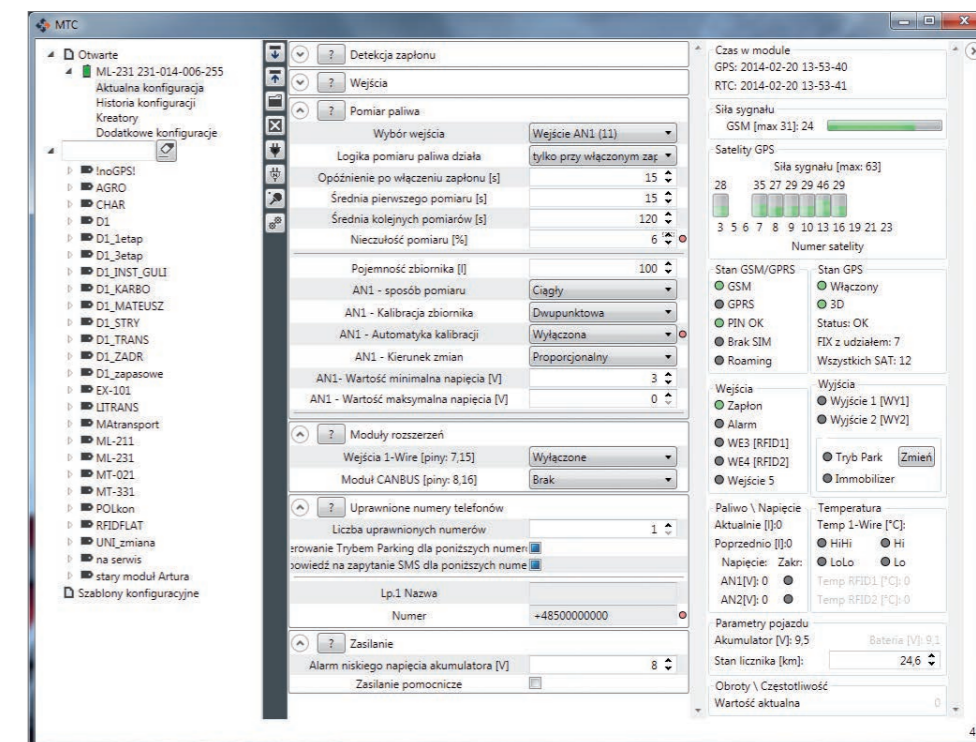 MTC
Otwarte
ML-231 231-014-006-255
Aktualna konfiguracja
Historia konfiguracji
Kreatory
Dodatkowe konfiguracje
!noGPS!
AGRO
CHAR
D1
D1_1etap
D1_3etap
D1_INST_GULI
D1_KARBO
D1_MATEUSZ
D1_STRY
D1_TRANS
D1_ZADR
D1_zapasowe
EX-101
LITRANS
MAtransport
ML-211
ML-231
MT-021
MT-331
POLkon
RFIDFLAT
UNI_zmiana
na serwis
stary moduł Artura
Szablony konfiguracyjne
? Detekcja zapłonu
? Wejścia
? Pomiar paliwa
Wybór wejścia Wejście AN1 (11)
Logika pomiaru paliwa działa tylko przy włączonym zap
Opóźnienie po włączeniu zapłonu [s] 15
Średnia pierwszego pomiaru [s] 15
Średnia kolejnych pomiarów [s] 120
Nieczułość pomiaru [%] 6
Pojemność zbiornika [l] 100
AN1 - sposób pomiaru Ciągły
AN1 - Kalibracja zbiornika Dwupunktowa
AN1 - Automatyka kalibracji Wyłączona
AN1 - Kierunek zmian Proporcjonalny
AN1- Wartość minimalna napięcia [V] 3
AN1 - Wartość maksymalna napięcia [V] 0
? Moduły rozszerzeń
Wejścia 1-Wire [piny: 7,15] Wyłączone
Moduł CANBUS [piny: 8,16] Brak
? Uprawnione numery telefonów
Liczba uprawnionych numerów 1
erowanie Trybem Parking dla poniższych numer
powiedź na zapytanie SMS dla poniższych nume
Lp.1 Nazwa
Numer +48500000000
? Zasilanie
Alarm niskiego napięcia akumulatora [V] 8
Zasilanie pomocnicze
Czas w module
GPS: 2014-02-20 13-53-40
RTC: 2014-02-20 13-53-41
Siła sygnału
GSM [max 31]: 24
Satelity GPS
Siła sygnału [max: 63]
28 35 27 29 29 46 29
3 5 6 7 8 9 10 13 16 19 21 23
Numer satelity
Stan GSM/GPRS
GSM
GPRS
PIN OK
Brak SIM
Roaming
Stan GPS
Włączony
3D
Status: OK
FIX z udziałem: 7
Wszystkich SAT: 12
Wejścia
Zapłon
Alarm
WE3 [RFID1]
WE4 [RFID2]
Wejście 5
Wyjścia
Wyjście 1 [WY1]
Wyjście 2 [WY2]
Tryb Park Zmień
Immobilizer
Paliwo \ Napięcie
Aktualnie [l]:0
Poprzednio [l]:0
Napięcie: Zakr:
AN1[V]: 0
AN2[V]: 0
Temperatura
Temp 1-Wire [°C]:
HiHi Hi
LoLo Lo
Temp RFID1 [°C]: 0
Temp RFID2 [°C]: 0
Parametry pojazdu
Akumulator [V]: 9,5 Bateria [V]: 9,1
Stan licznika [km]: 24,6
Obroty \ Częstotliwość
Wartość aktualna 0
4